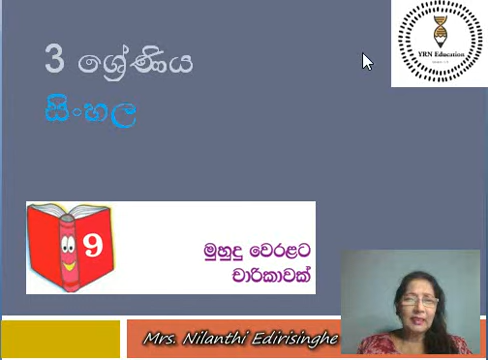 YRN Education
3 ශ්‍රේණිය
සිංහල
9
මුහුදු වෙරළට
චාරිකාවක්
Mrs. Nilanthi Edirisinghe